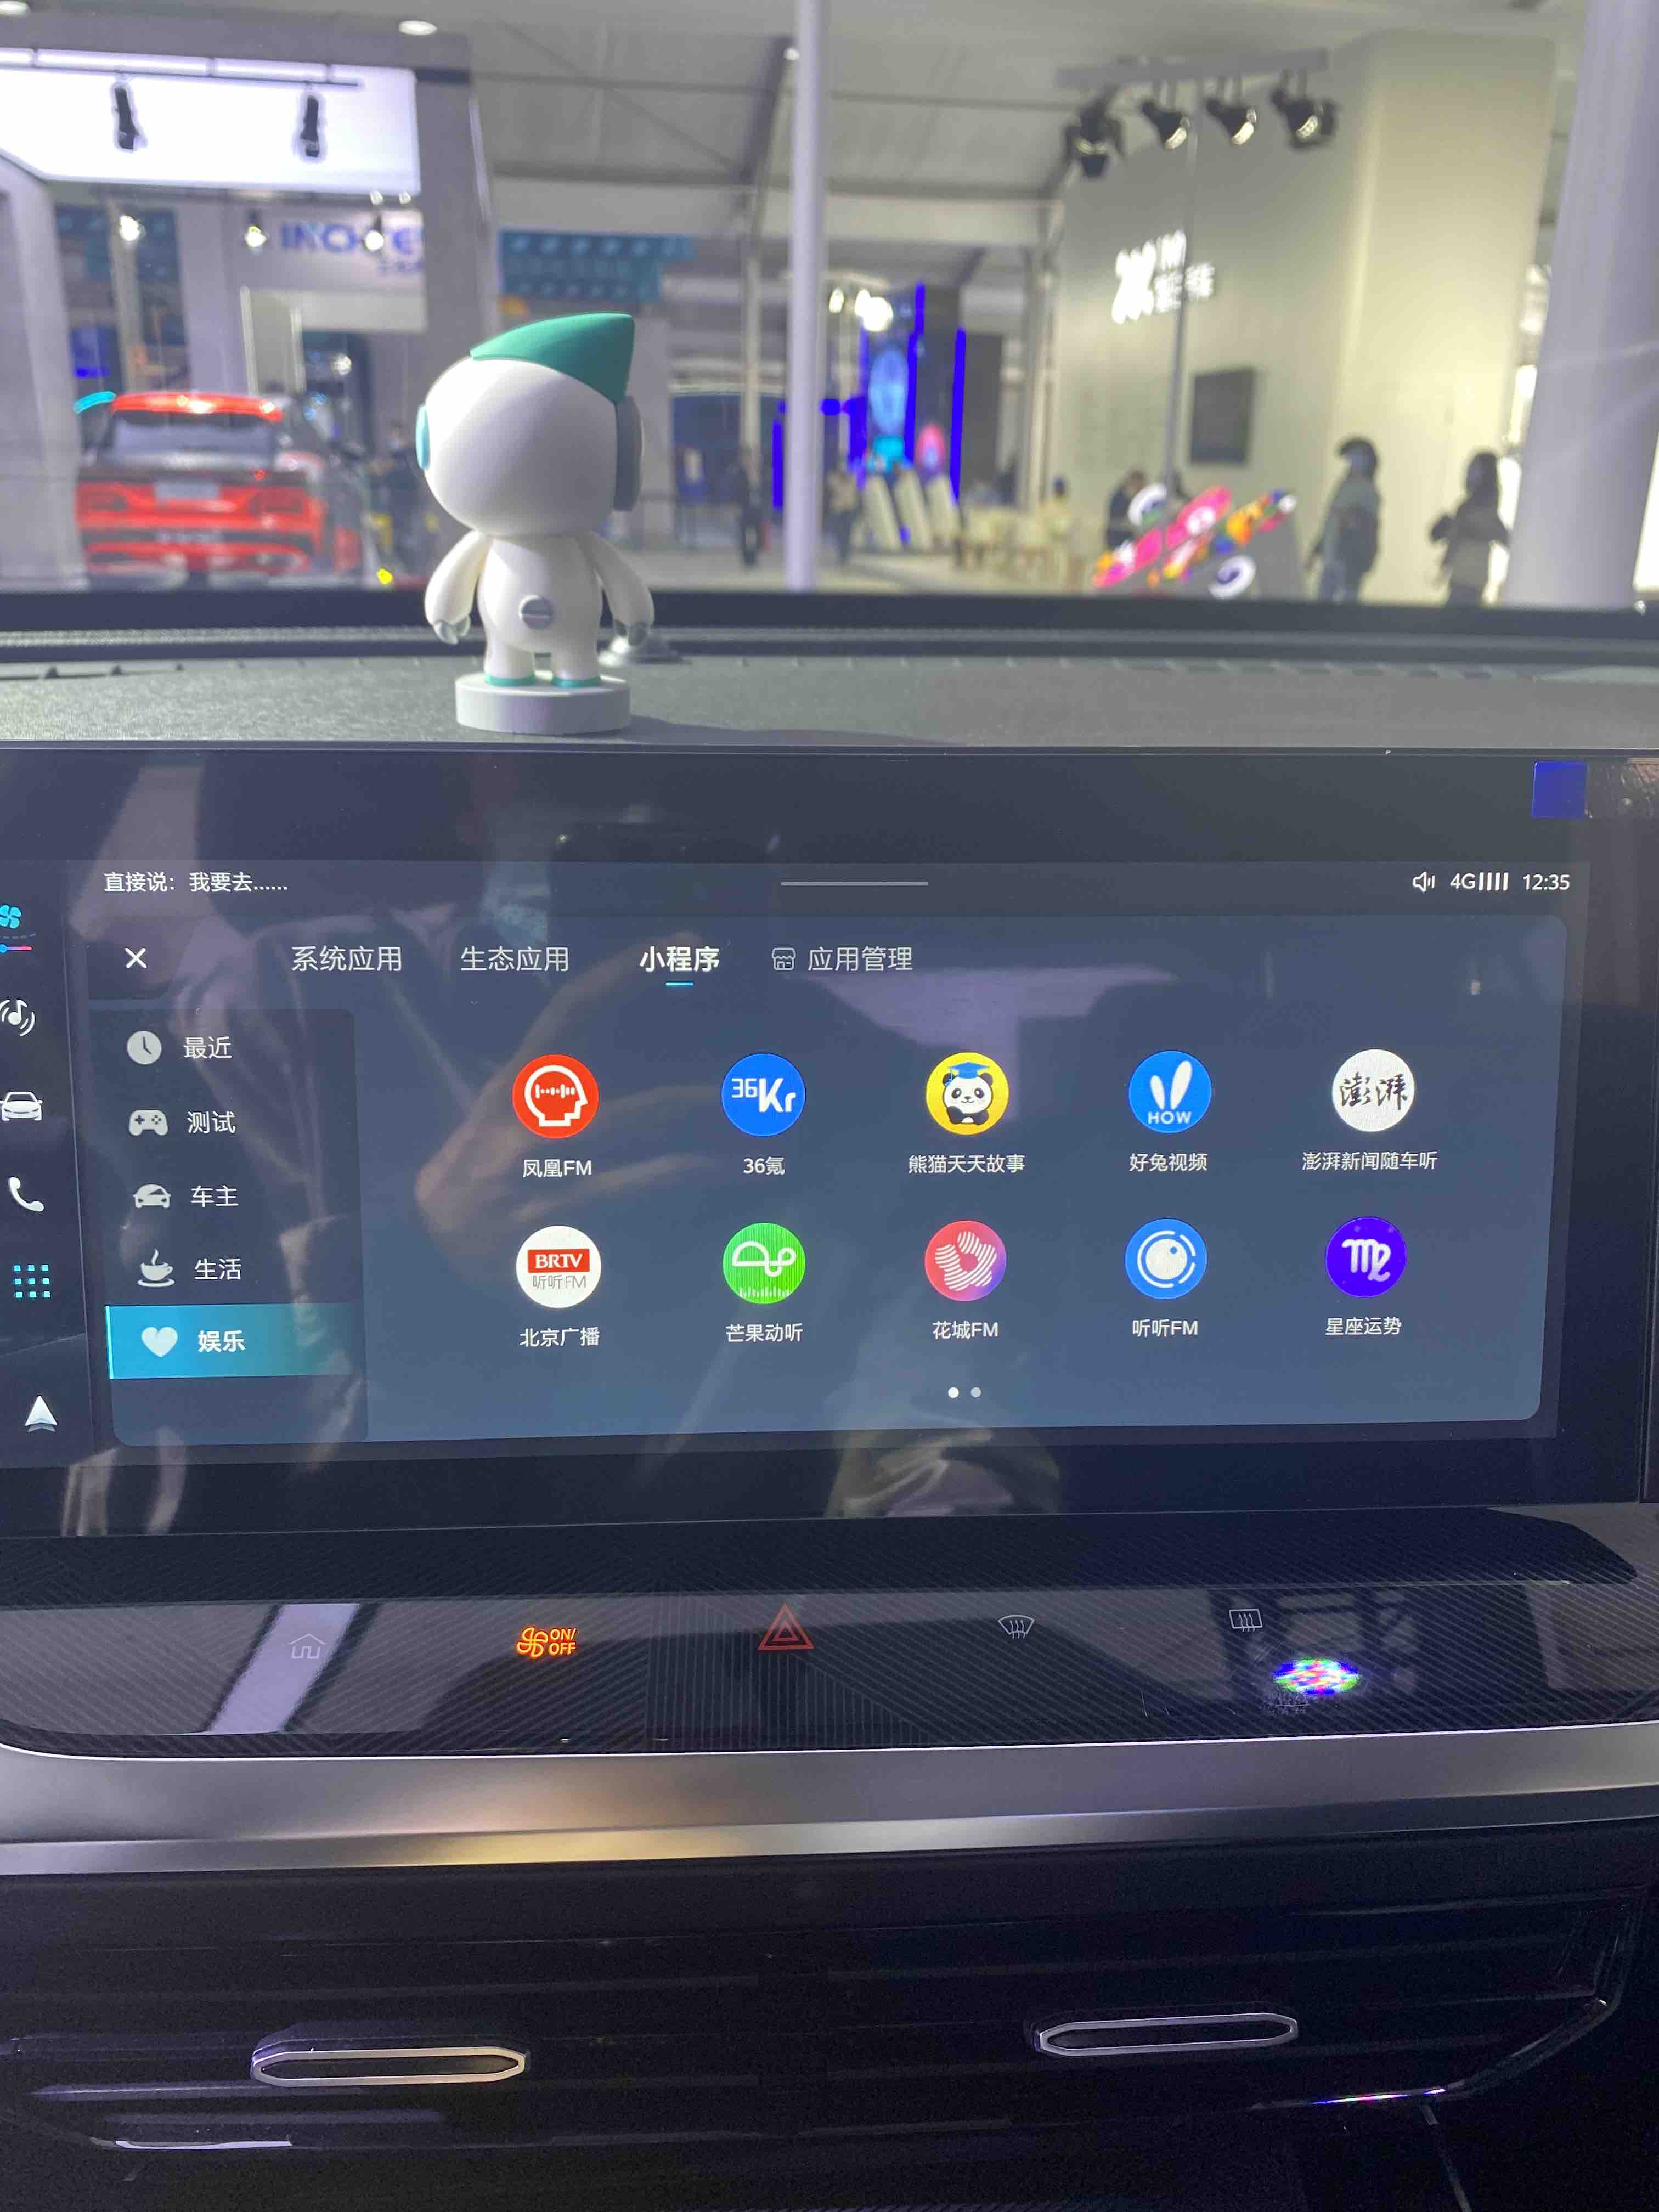 直接说：我要去......
4G 12:35
系统应用 生态应用 小程序 应用管理
最近
测试
车主
生活
娱乐
36Kr
HOW
澎湃
凤凰FM 36氪 熊猫天天故事 好兔视频 澎湃新闻随车听
BRTV
听听FM
北京广播 芒果动听 花城FM 听听FM 星座运势
ON/
OFF